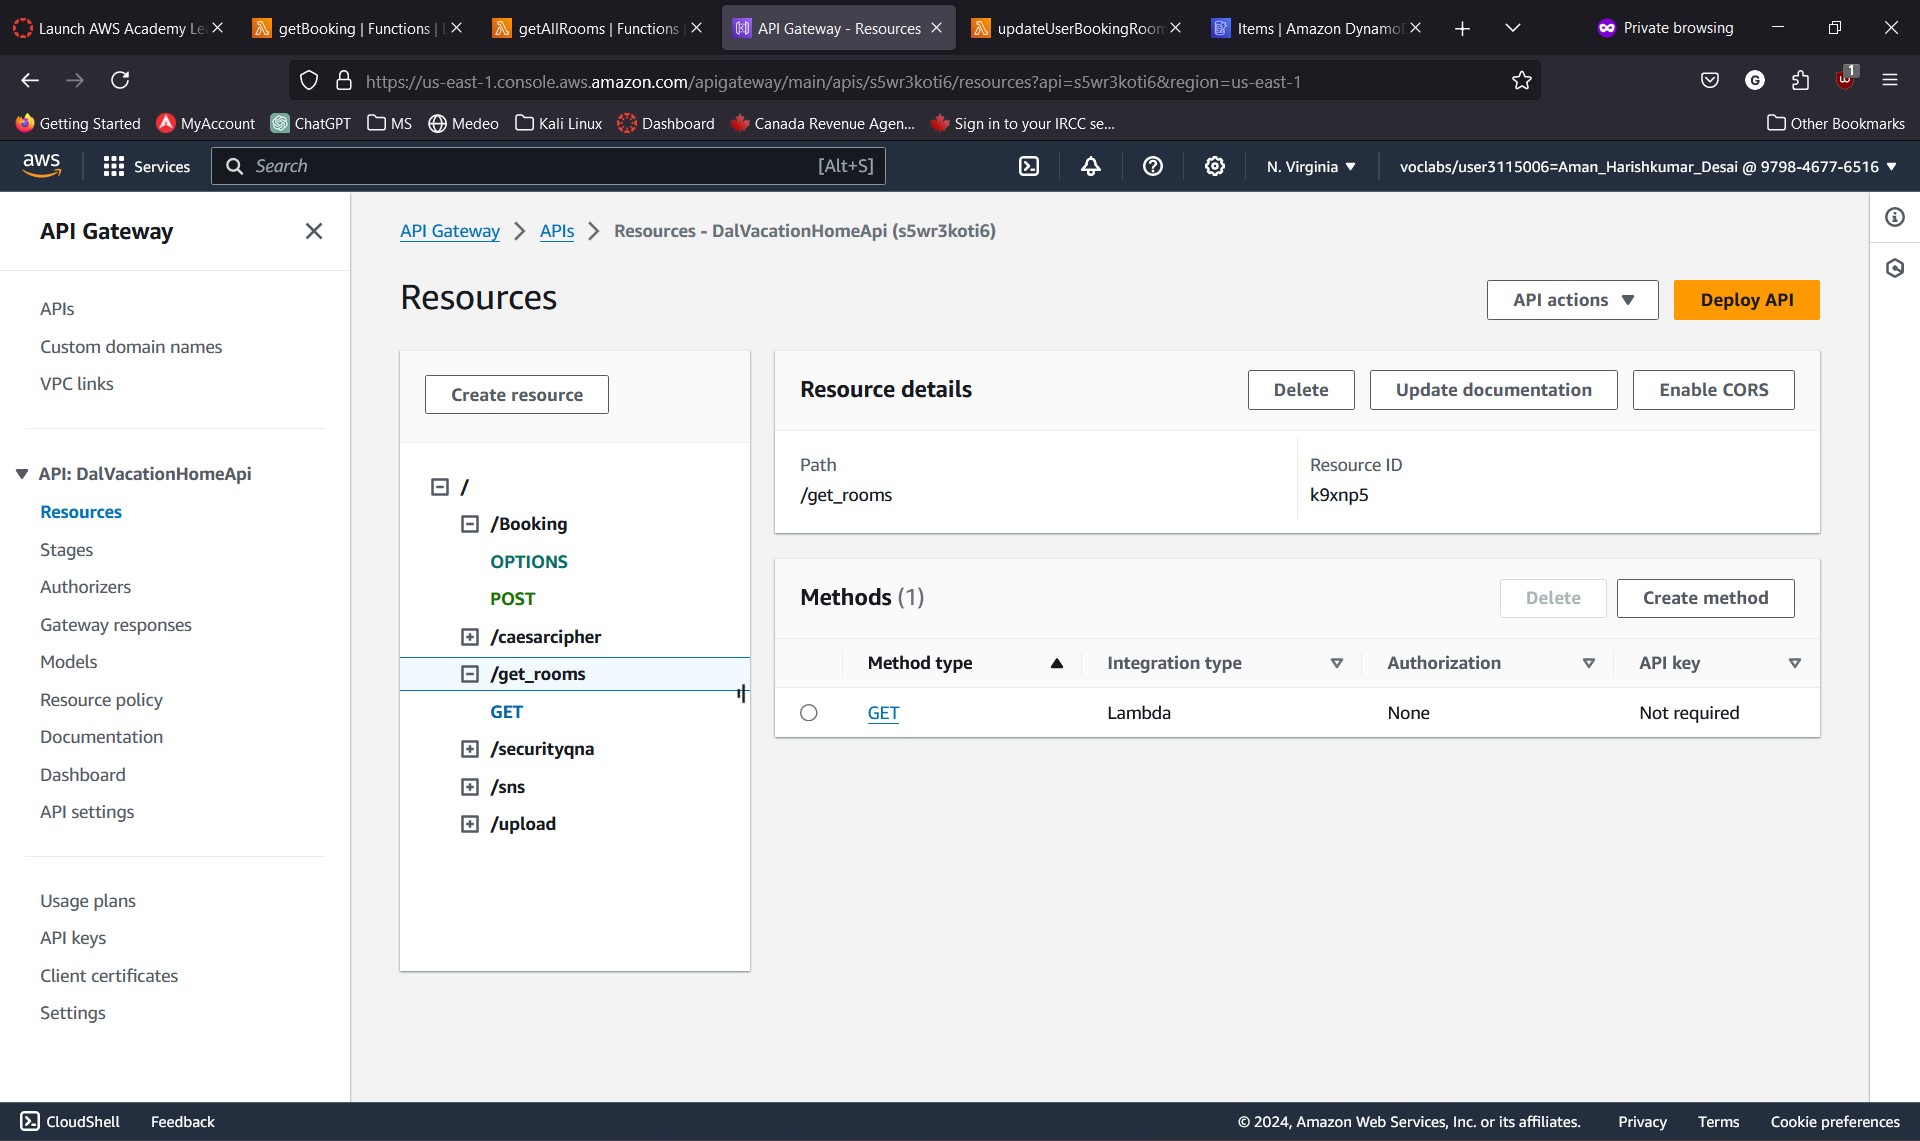 Launch AWS Academy Le
getBooking | Functions |
getAllRooms | Functions
API Gateway - Resources
updateUserBookingRoom
Items | Amazon Dynamo
Private browsing
https://us-east-1.console.aws.amazon.com/apigateway/main/apis/s5wr3koti6/resources?api=s5wr3koti6&region=us-east-1
G
1
Getting Started
MyAccount
ChatGPT
MS
Medeo
Kali Linux
Dashboard
Canada Revenue Agen...
Sign in to your IRCC se...
Other Bookmarks
aws
Services
Search
[Alt+S]
N. Virginia
voclabs/user3115006=Aman_Harishkumar_Desai @ 9798-4677-6516
API Gateway
APIs
Custom domain names
VPC links
API: DalVacationHomeApi
Resources
Stages
Authorizers
Gateway responses
Models
Resource policy
Documentation
Dashboard
API settings
Usage plans
API keys
Client certificates
Settings
API Gateway > APIs > Resources - DalVacationHomeApi (s5wr3koti6)
Resources
API actions
Deploy API
Create resource
/
/Booking
OPTIONS
POST
/caesarcipher
/get_rooms
GET
/securityqna
/sns
/upload
Resource details
Delete
Update documentation
Enable CORS
Path
/get_rooms
Resource ID
k9xnp5
Methods (1)
Delete
Create method
Method type
Integration type
Authorization
API key
GET
Lambda
None
Not required
CloudShell
Feedback
© 2024, Amazon Web Services, Inc. or its affiliates.
Privacy
Terms
Cookie preferences